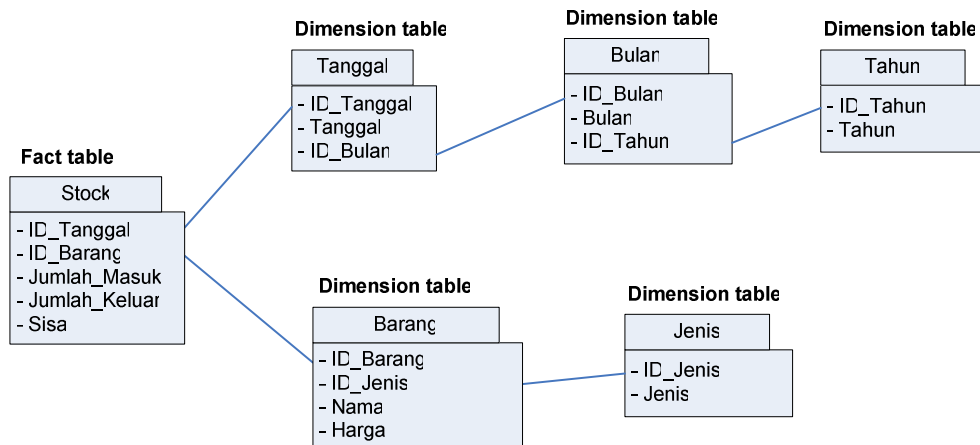 Fact table
Stock
- ID_Tanggal
- ID_Barang
- Jumlah_Masuk
- Jumlah_Keluar
- Sisa
Dimension table
Tanggal
- ID_Tanggal
- Tanggal
- ID_Bulan
Dimension table
Bulan
- ID_Bulan
- Bulan
- ID_Tahun
Dimension table
Tahun
- ID_Tahun
- Tahun
Dimension table
Barang
- ID_Barang
- ID_Jenis
- Nama
- Harga
Dimension table
Jenis
- ID_Jenis
- Jenis